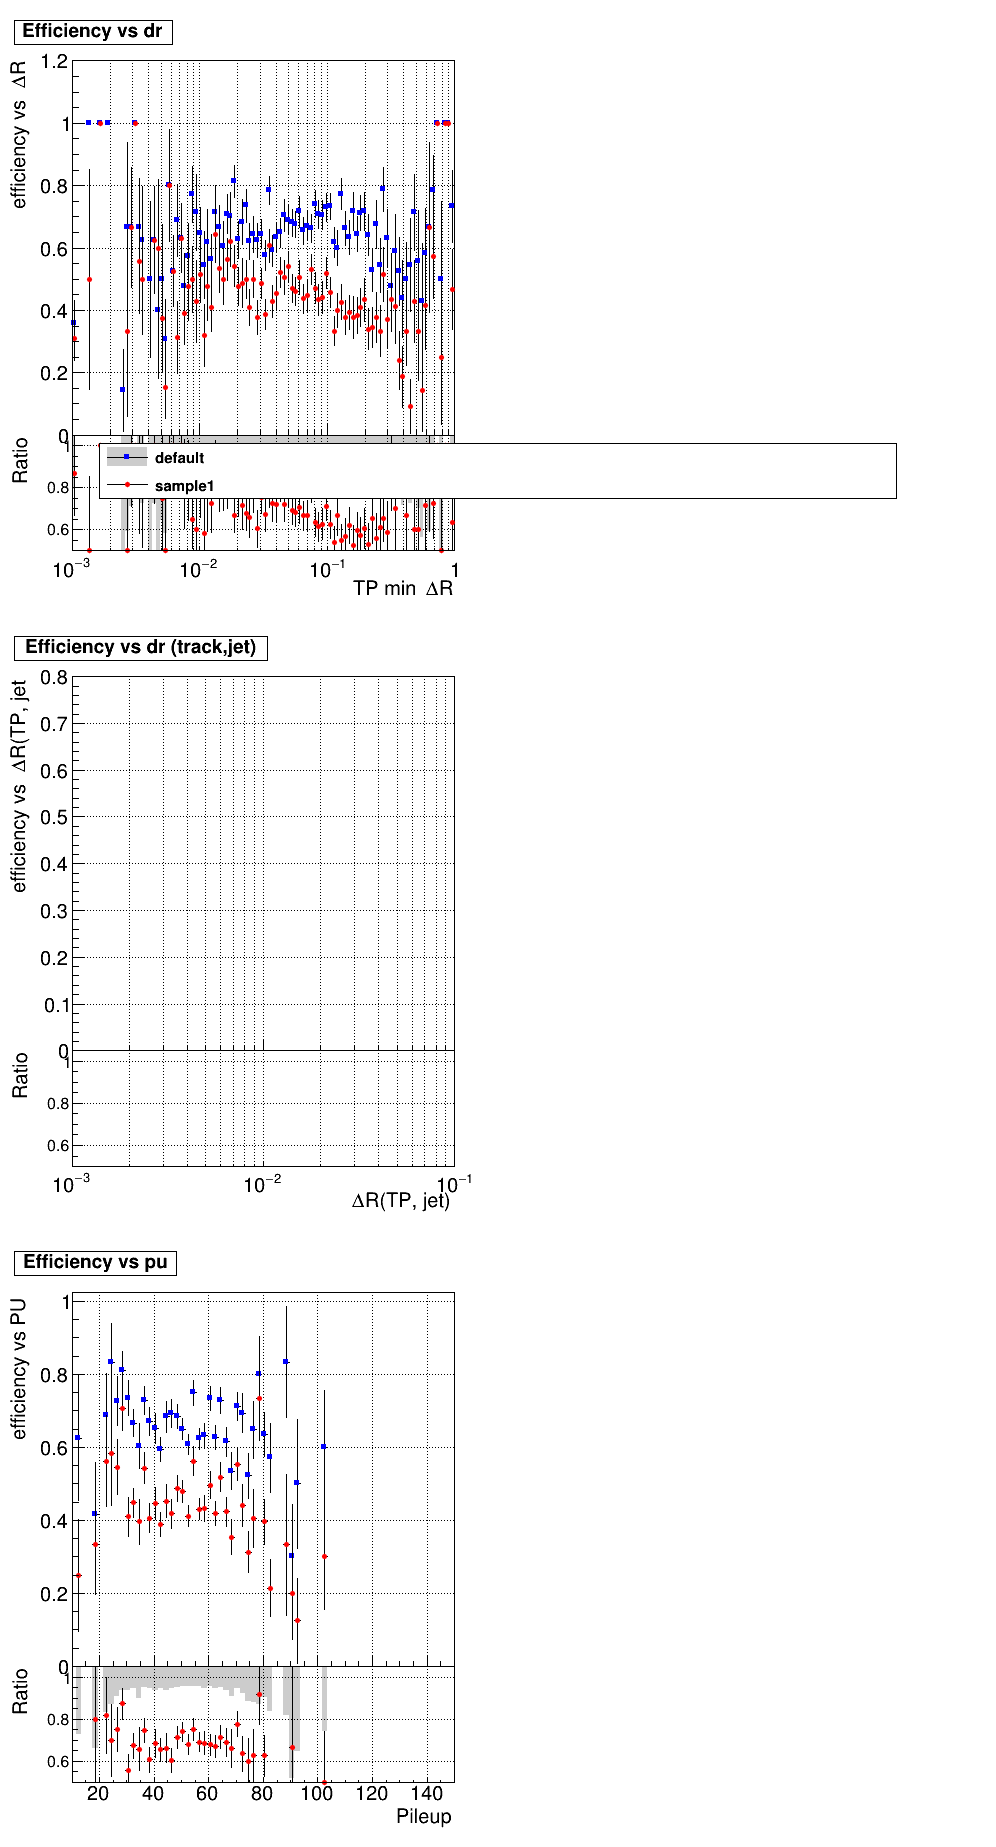 Efficiency vs dr
efficiency vs ΔR
1.2
1
0.8
0.6
0.4
0.2
0
Ratio
1
0.8
0.6
default
sample1
10⁻³ 10⁻² 10⁻¹ 1
TP min ΔR
Efficiency vs dr (track,jet)
efficiency vs ΔR(TP, jet
0.8
0.7
0.6
0.5
0.4
0.3
0.2
0.1
0
Ratio
1
0.8
0.6
10⁻³ 10⁻² 10⁻¹
ΔR(TP, jet)
Efficiency vs pu
efficiency vs PU
1
0.8
0.6
0.4
0.2
0
Ratio
1
0.8
0.6
20 40 60 80 100 120 140
Pileup